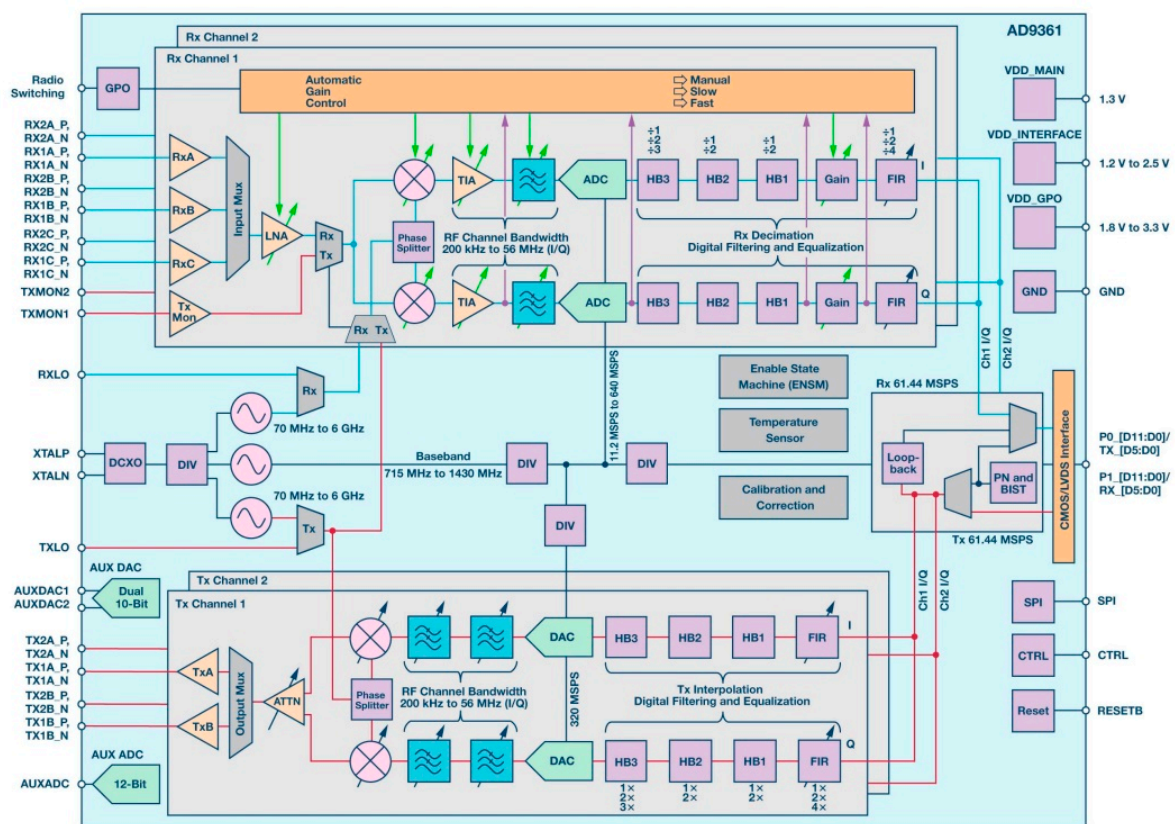 AD9361
Rx Channel 2
Rx Channel 1
Radio
Switching
GPO
Automatic
Gain
Control
⇨ Manual
⇨ Slow
⇨ Fast
VDD_MAIN
1.3 V
VDD_INTERFACE
1.2 V to 2.5 V
VDD_GPO
1.8 V to 3.3 V
GND
GND
RX2A_P,
RX2A_N
RX1A_P,
RX1A_N
RX2B_P,
RX2B_N
RX1B_P,
RX1B_N
RX2C_P,
RX2C_N
RX1C_P,
RX1C_N
TXMON2
TXMON1
RxA
RxB
RxC
Tx
Mon
Input Mux
LNA
Rx
Tx
Phase
Splitter
Rx Tx
TIA
ADC
÷1
÷2
÷3
÷1
÷2
÷1
÷2
÷1
÷2
÷4
HB3
HB2
HB1
Gain
FIR
I
RF Channel Bandwidth
200 kHz to 56 MHz (I/Q)
Rx Decimation
Digital Filtering and Equalization
TIA
ADC
HB3
HB2
HB1
Gain
FIR
Q
Ch1 I/Q
Ch2 I/Q
11.2 MSPS to 640 MSPS
RXLO
Rx
70 MHz to 6 GHz
XTALP
XTALN
DCXO
DIV
Baseband
715 MHz to 1430 MHz
DIV
DIV
DIV
70 MHz to 6 GHz
Tx
TXLO
Enable State
Machine (ENSM)
Temperature
Sensor
Calibration and
Correction
Rx 61.44 MSPS
Loop-
back
PN and
BIST
Tx 61.44 MSPS
CMOS/LVDS Interface
P0_[D11:D0]/
TX_[D5:D0]
P1_[D11:D0]/
RX_[D5:D0]
Ch1 I/Q
Ch2 I/Q
AUX DAC
AUXDAC1
AUXDAC2
Dual
10-Bit
Tx Channel 2
Tx Channel 1
TX2A_P,
TX2A_N
TX1A_P,
TX1A_N
TX2B_P,
TX2B_N
TX1B_P,
TX1B_N
TxA
TxB
Output Mux
ATTN
Phase
Splitter
RF Channel Bandwidth
200 kHz to 56 MHz (I/Q)
DAC
320 MSPS
HB3
HB2
HB1
FIR
I
Tx Interpolation
Digital Filtering and Equalization
DAC
HB3
HB2
HB1
FIR
Q
1×
2×
3×
1×
2×
1×
2×
1×
2×
4×
AUX ADC
AUXADC
12-Bit
SPI
SPI
CTRL
CTRL
Reset
RESETB